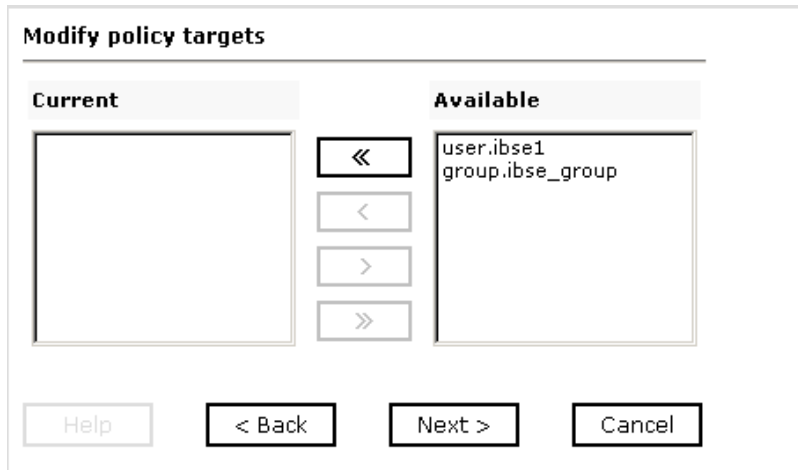 Modify policy targets
Current
Available
user.ibse1
group.ibse_group
«
<
>
»
Help
< Back
Next >
Cancel